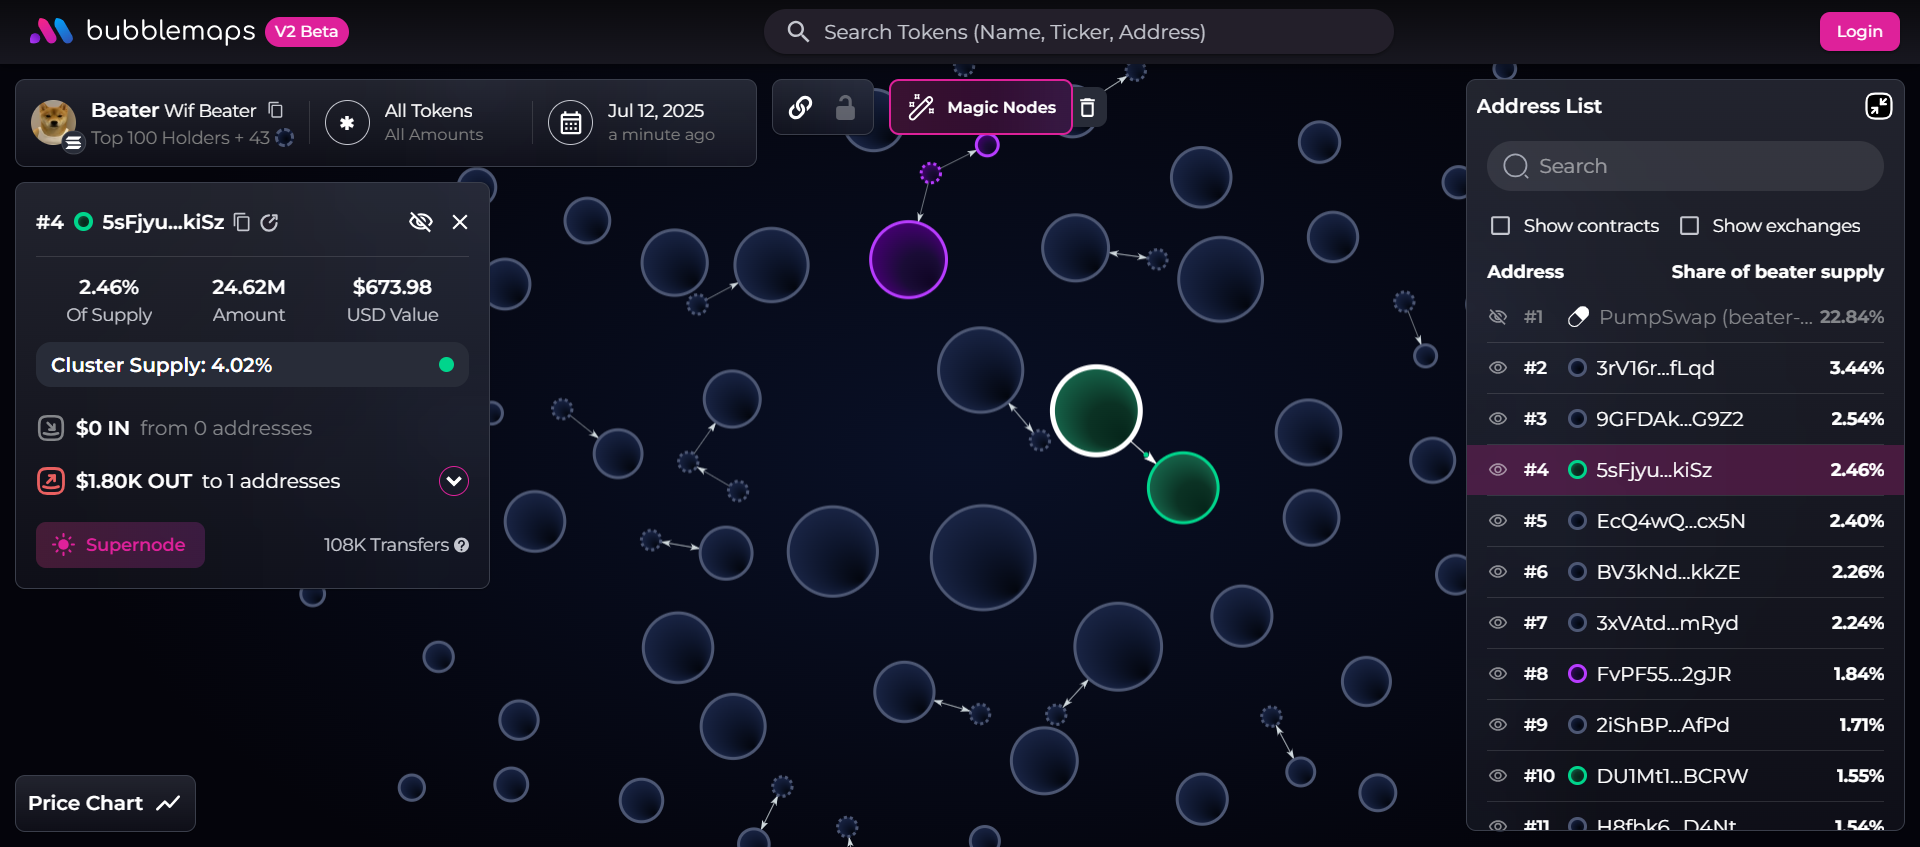 bubblemaps V2 Beta
Search Tokens (Name, Ticker, Address)
Login
Beater Wif Beater
Top 100 Holders + 43
All Tokens
All Amounts
Jul 12, 2025
a minute ago
Magic Nodes
#4 5sFjyu...kiSz
2.46% 24.62M $673.98
Of Supply Amount USD Value
Cluster Supply: 4.02%
$0 IN from 0 addresses
$1.80K OUT to 1 addresses
Supernode 108K Transfers ?
Price Chart
Address List
Search
Show contracts Show exchanges
Address Share of beater supply
#1 PumpSwap (beater-... 22.84%
#2 3rV16r...fLqd 3.44%
#3 9GFDAk...G9Z2 2.54%
#4 5sFjyu...kiSz 2.46%
#5 EcQ4wQ...cx5N 2.40%
#6 BV3kNd...kkZE 2.26%
#7 3xVAtd...mRyd 2.24%
#8 FvPF55...2gJR 1.84%
#9 2iShBP...AfPd 1.71%
#10 DU1Mt1...BCRW 1.55%
#11 H8fbk6...D4Nt 1.54%